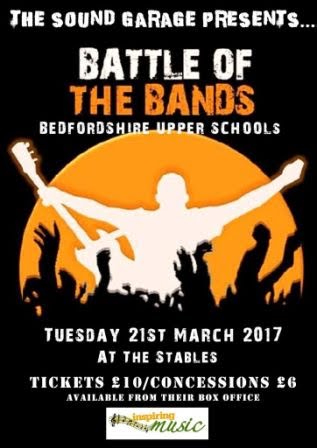 THE SOUND GARAGE PRESENTS...
BATTLE OF
THE BANDS
BEDFORDSHIRE UPPER SCHOOLS
TUESDAY 21ST MARCH 2017
AT THE STABLES
TICKETS £10/CONCESSIONS £6
AVAILABLE FROM THEIR BOX OFFICE
inspiring
music